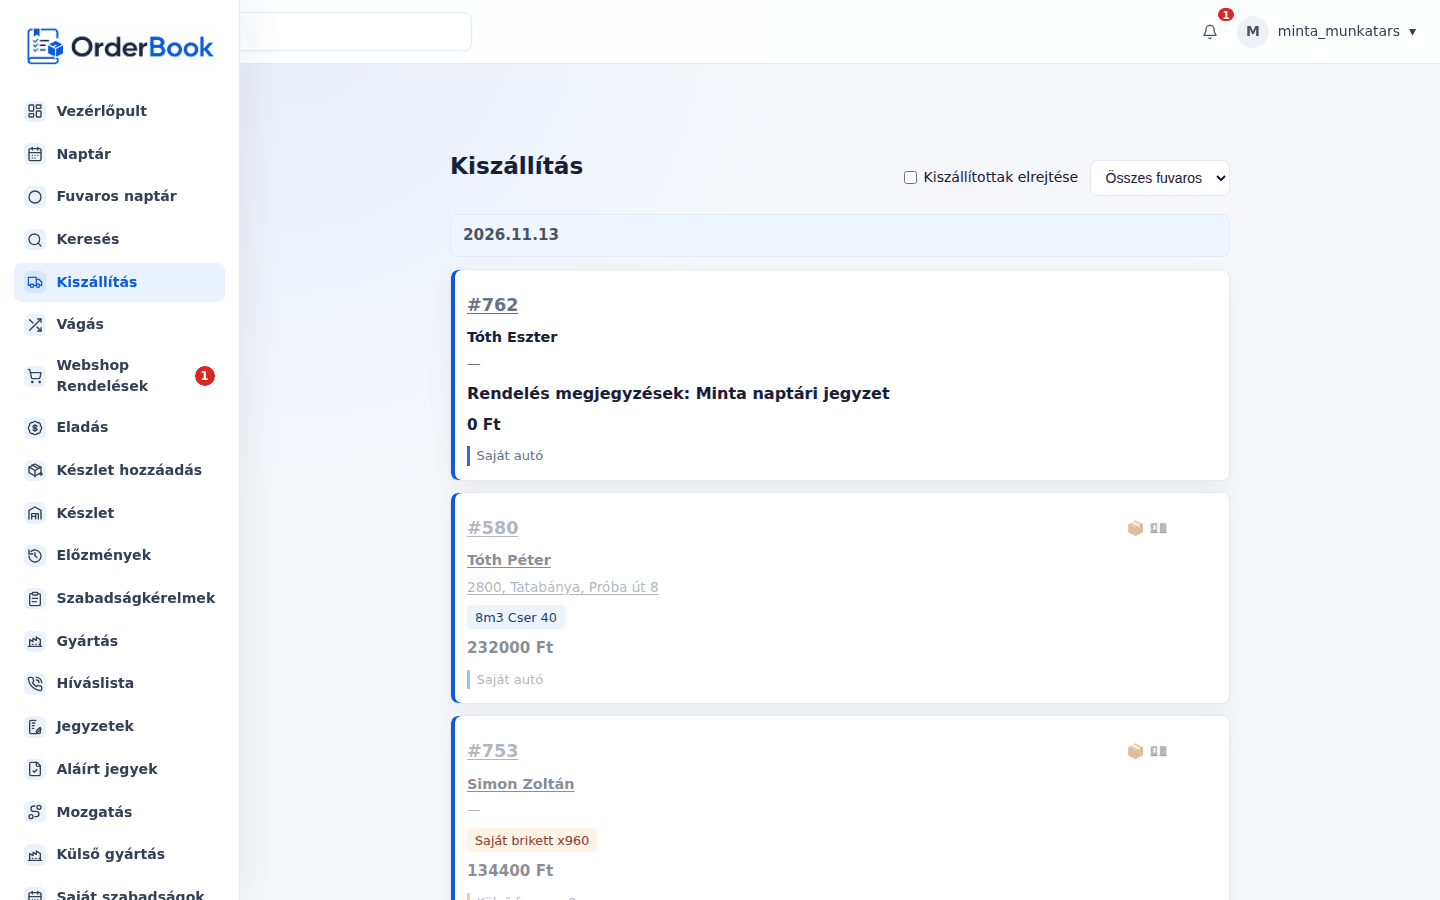 OrderBook
1
M
minta_munkatars ▼
Vezérlőpult
Naptár
Fuvaros naptár
Keresés
Kiszállítás
Vágás
Webshop
Rendelések
1
Eladás
Készlet hozzáadás
Készlet
Előzmények
Szabadságkérelmek
Gyártás
Híváslista
Jegyzetek
Aláírt jegyek
Mozgatás
Külső gyártás
Saját szabadságok
Kiszállítás
Kiszállítottak elrejtése
Összes fuvaros
2026.11.13
#762
Tóth Eszter
—
Rendelés megjegyzések: Minta naptári jegyzet
0 Ft
Saját autó
#580
Tóth Péter
2800, Tatabánya, Próba út 8
8m3 Cser 40
232000 Ft
Saját autó
#753
Simon Zoltán
—
Saját brikett x960
134400 Ft